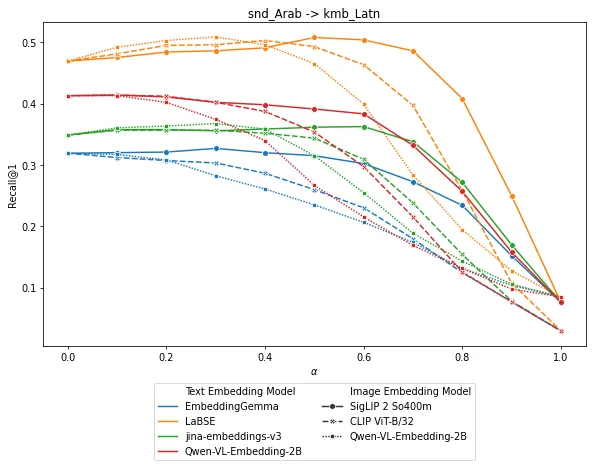 snd_Arab -> kmb_Latn
Recall@1
0.5
0.4
0.3
0.2
0.1
0.0 0.2 0.4 0.6 0.8 1.0
α
Text Embedding Model Image Embedding Model
EmbeddingGemma SigLIP 2 So400m
LaBSE CLIP ViT-B/32
jina-embeddings-v3 Qwen-VL-Embedding-2B
Qwen-VL-Embedding-2B